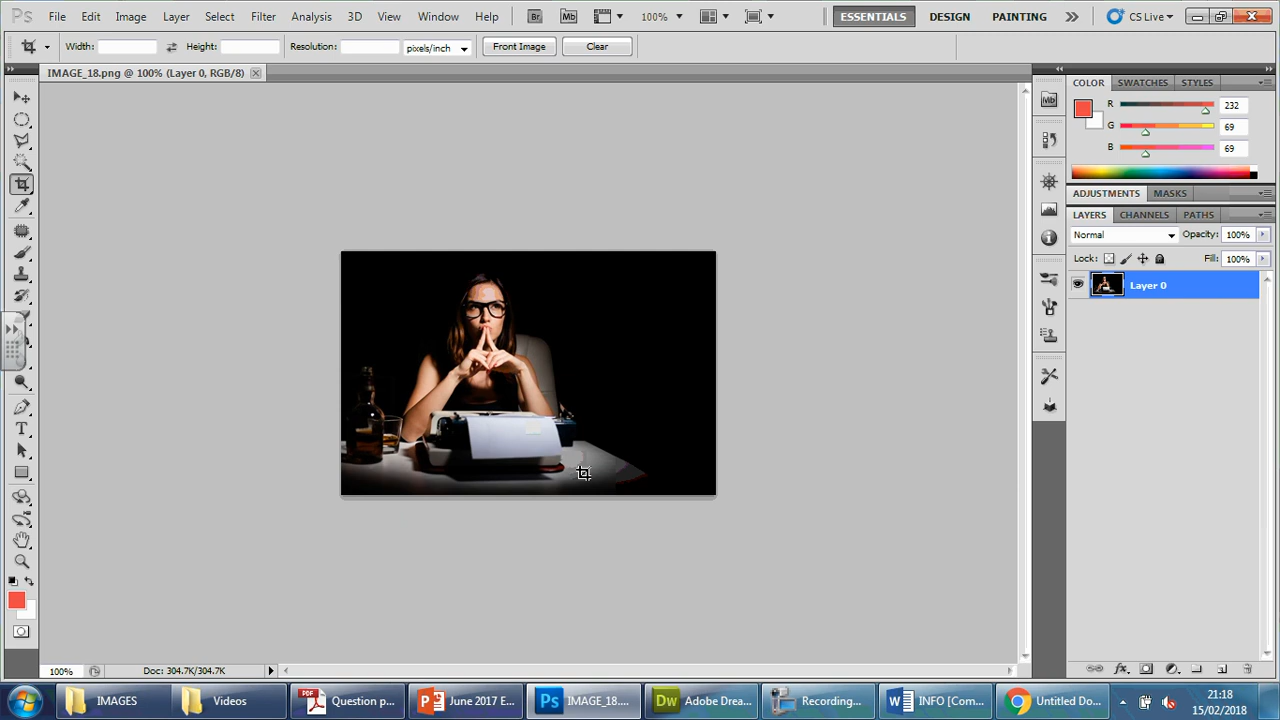 Ps File Edit Image Layer Select Filter Analysis 3D View Window Help Br Mb 100% ESSENTIALS DESIGN PAINTING CS Live
Width: Height: Resolution: pixels/inch Front Image Clear
IMAGE_18.png @ 100% (Layer 0, RGB/8)
COLOR SWATCHES STYLES
Mb
R 232
G 69
B 69
ADJUSTMENTS MASKS
LAYERS CHANNELS PATHS
Normal Opacity: 100%
Lock: Fill: 100%
Layer 0
T
100% Doc: 304.7K/304.7K
fx
IMAGES Videos Question p... June 2017 E... Ps IMAGE_18.... Dw Adobe Drea... Recording... INFO [Com... Untitled Do...
21:18
15/02/2018